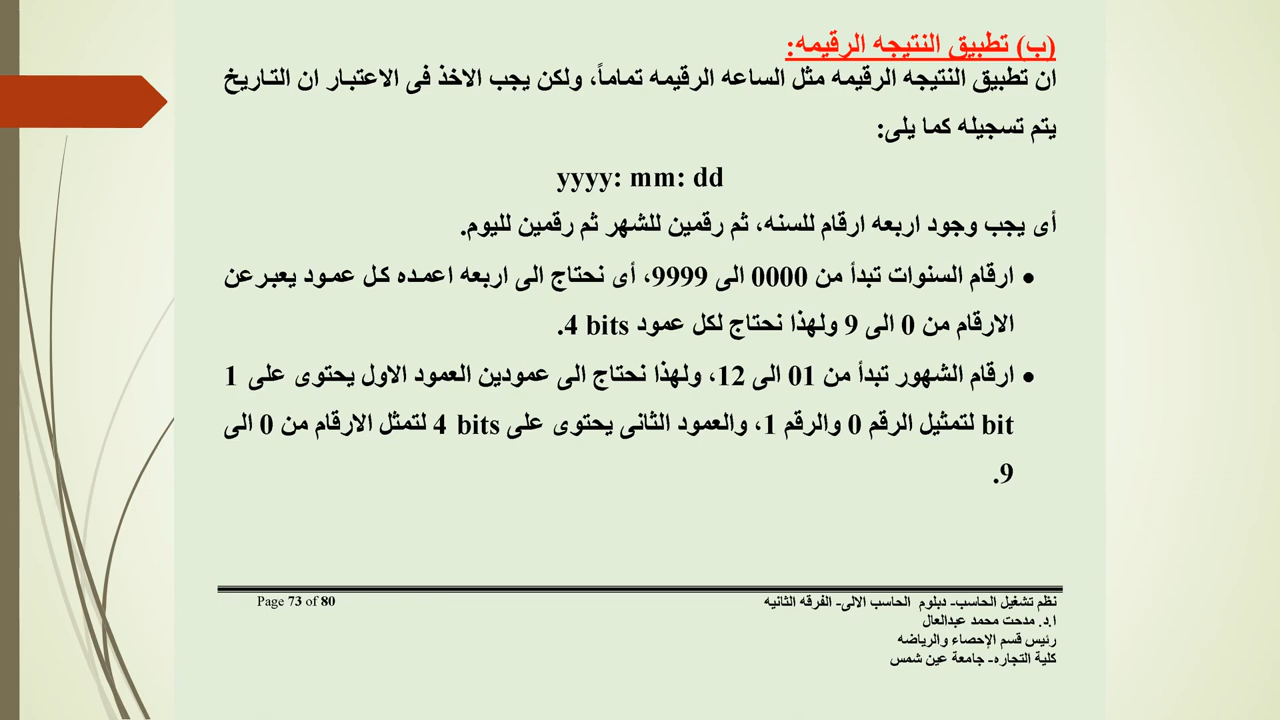 (ب) تطبيق النتيجه الرقيمه:
ان تطبيق النتيجه الرقيمه مثل الساعه الرقيمه تماماً، ولكن يجب الاخذ فى الاعتبار ان التاريخ
يتم تسجيله كما يلى:
yyyy: mm: dd
أى يجب وجود اربعه ارقام للسنه، ثم رقمين للشهر ثم رقمين لليوم.
• ارقام السنوات تبدأ من 0000 الى 9999، أى نحتاج الى اربعه اعمده كل عمود يعبرعن
الارقام من 0 الى 9 ولهذا نحتاج لكل عمود 4 bits.
• ارقام الشهور تبدأ من 01 الى 12، ولهذا نحتاج الى عمودين العمود الاول يحتوى على 1
bit لتمثيل الرقم 0 والرقم 1، والعمود الثانى يحتوى على 4 bits لتمثل الارقام من 0 الى
9.
نظم تشغيل الحاسب- دبلوم الحاسب الالى- الفرقه الثانيه Page 73 of 80
ا.د. مدحت محمد عبدالعال
رئيس قسم الإحصاء والرياضه
كلية التجاره- جامعة عين شمس